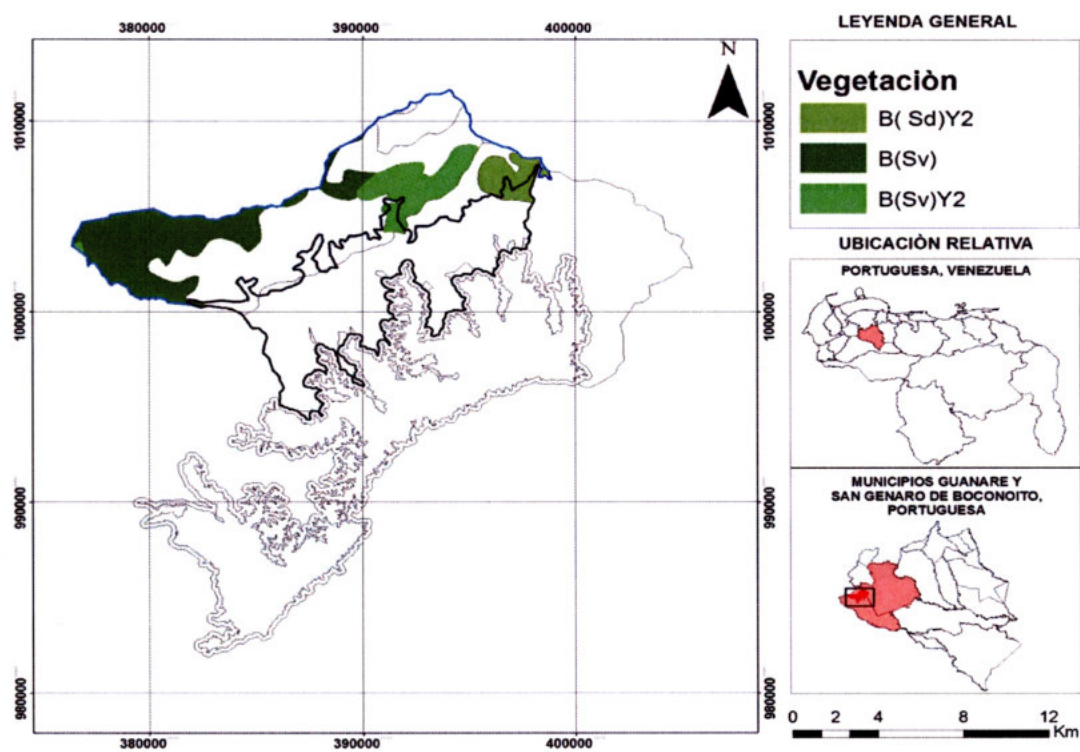 LEYENDA GENERAL
Vegetaciòn
B( Sd)Y2
B(Sv)
B(Sv)Y2
UBICACIÒN RELATIVA
PORTUGUESA, VENEZUELA
MUNICIPIOS GUANARE Y
SAN GENARO DE BOCONOITO,
PORTUGUESA
0 2 4 8 12
Km
380000 390000 400000
N
1010000 1010000
1000000 1000000
990000 990000
980000 980000
380000 390000 400000